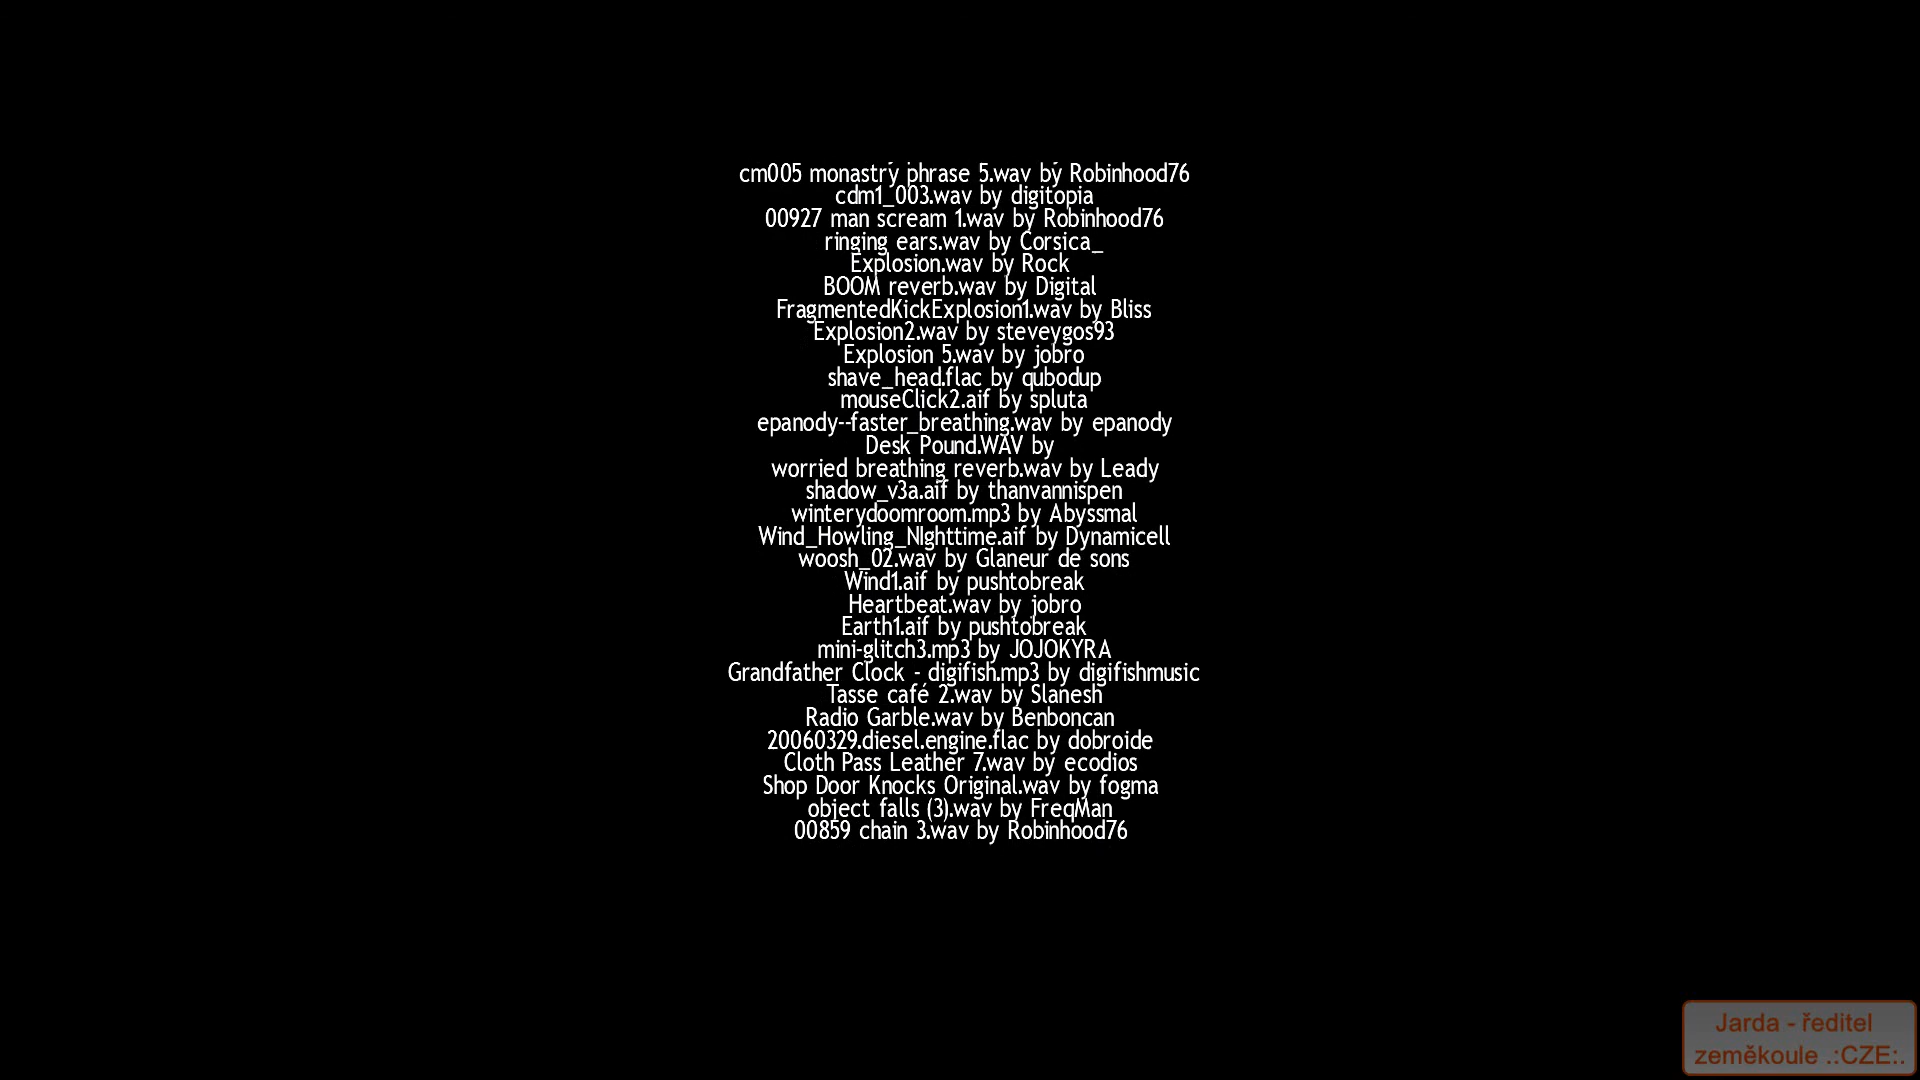 cm005 monastry phrase 5.wav by Robinhood76
cdm1_003.wav by digitopia
00927 man scream 1.wav by Robinhood76
ringing ears.wav by Corsica_
Explosion.wav by Rock
BOOM reverb.wav by Digital
FragmentedKickExplosion1.wav by Bliss
Explosion2.wav by steveygos93
Explosion 5.wav by jobro
shave_head.flac by qubodup
mouseClick2.aif by spluta
epanody--faster_breathing.wav by epanody
Desk Pound.WAV by
worried breathing reverb.wav by Leady
shadow_v3a.aif by thanvannispen
winterydoomroom.mp3 by Abyssmal
Wind_Howling_NIghttime.aif by Dynamicell
woosh_02.wav by Glaneur de sons
Wind1.aif by pushtobreak
Heartbeat.wav by jobro
Earth1.aif by pushtobreak
mini-glitch3.mp3 by JOJOKYRA
Grandfather Clock - digifish.mp3 by digifishmusic
Tasse café 2.wav by Slanesh
Radio Garble.wav by Benboncan
20060329.diesel.engine.flac by dobroide
Cloth Pass Leather 7.wav by ecodios
Shop Door Knocks Original.wav by fogma
object falls (3).wav by FreqMan
00859 chain 3.wav by Robinhood76
Jarda - ředitel
zeměkoule .:CZE:.